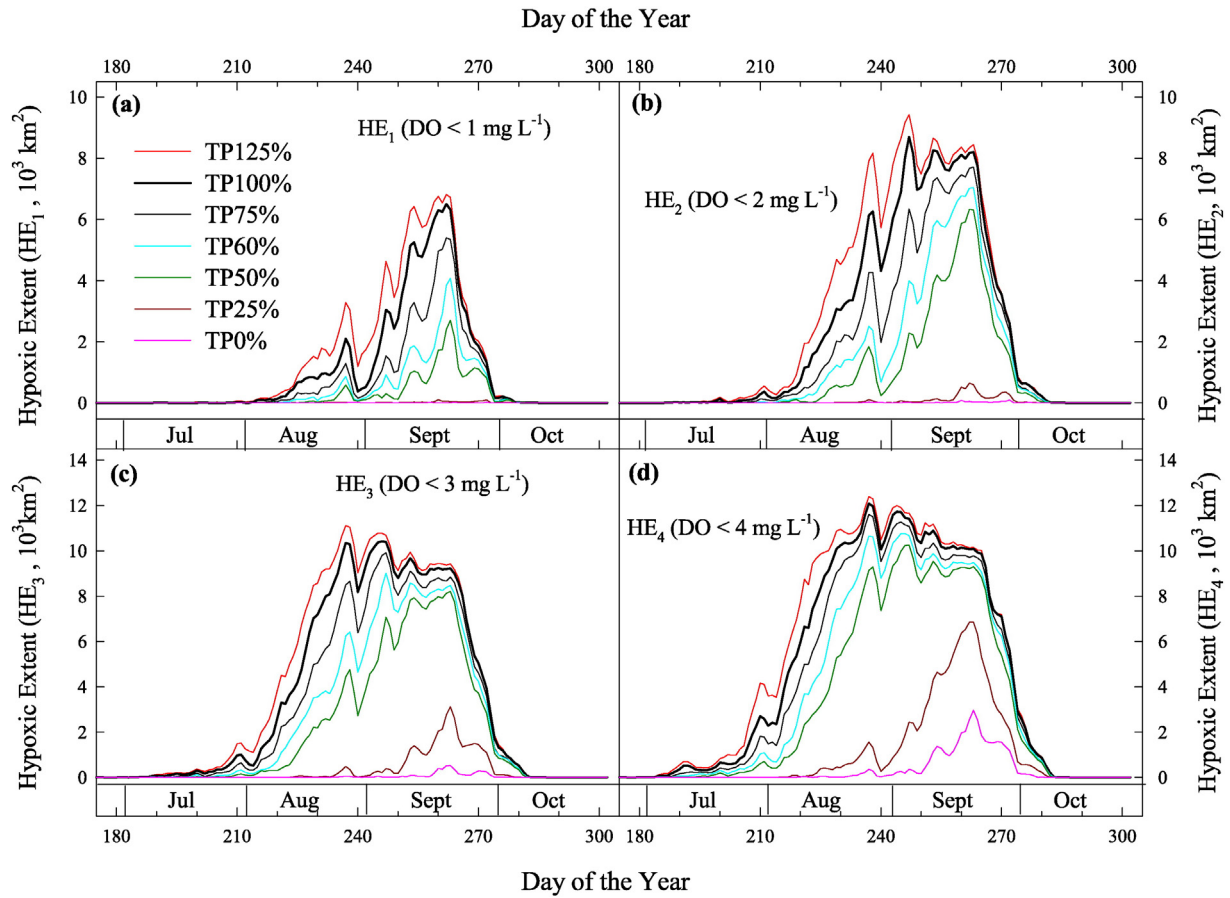 Day of the Year
180 210 240 270 300 180 210 240 270 300
(a)
HE₁ (DO < 1 mg L⁻¹)
TP125%
TP100%
TP75%
TP60%
TP50%
TP25%
TP0%
Hypoxic Extent (HE₁, 10³ km²)
10
8
6
4
2
0
(b)
HE₂ (DO < 2 mg L⁻¹)
10
8
6
4
2
0
Hypoxic Extent (HE₂, 10³ km²)
Jul Aug Sept Oct Jul Aug Sept Oct
(c)
HE₃ (DO < 3 mg L⁻¹)
Hypoxic Extent (HE₃, 10³km²)
14
12
10
8
6
4
2
0
(d)
HE₄ (DO < 4 mg L⁻¹)
14
12
10
8
6
4
2
0
Hypoxic Extent (HE₄, 10³ km²)
Jul Aug Sept Oct Jul Aug Sept Oct
180 210 240 270 300 180 210 240 270 300
Day of the Year